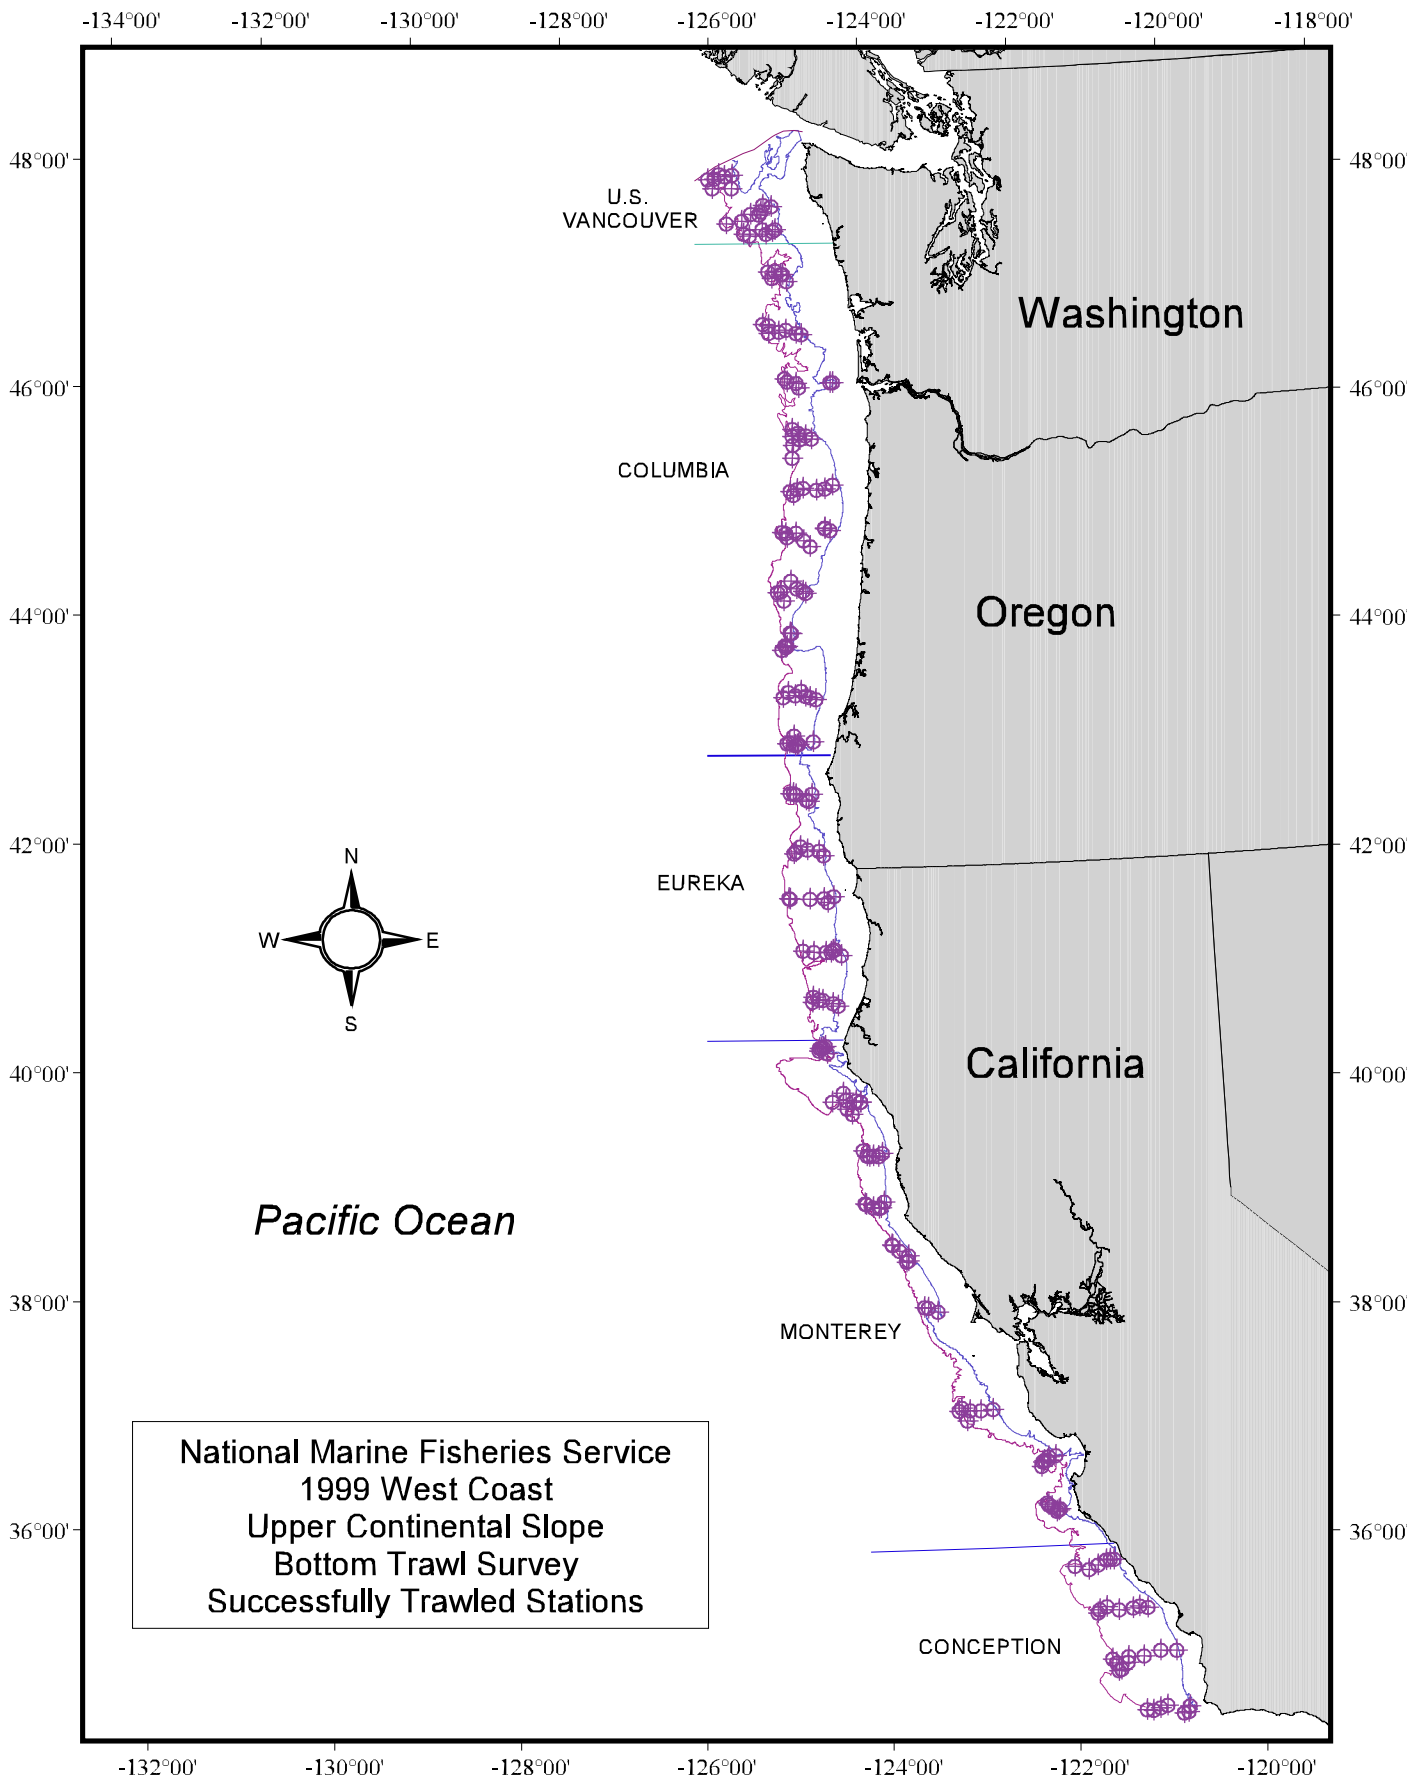 -134°00' -132°00' -130°00' -128°00' -126°00' -124°00' -122°00' -120°00' -118°00'
48°00' 48°00'
U.S.
VANCOUVER
Washington
46°00' 46°00'
COLUMBIA
Oregon
44°00' 44°00'
42°00' 42°00'
N
EUREKA
W E
S
40°00' 40°00'
California
Pacific Ocean
38°00' 38°00'
MONTEREY
National Marine Fisheries Service
1999 West Coast
Upper Continental Slope
Bottom Trawl Survey
Successfully Trawled Stations
36°00' 36°00'
CONCEPTION
-132°00' -130°00' -128°00' -126°00' -124°00' -122°00' -120°00'